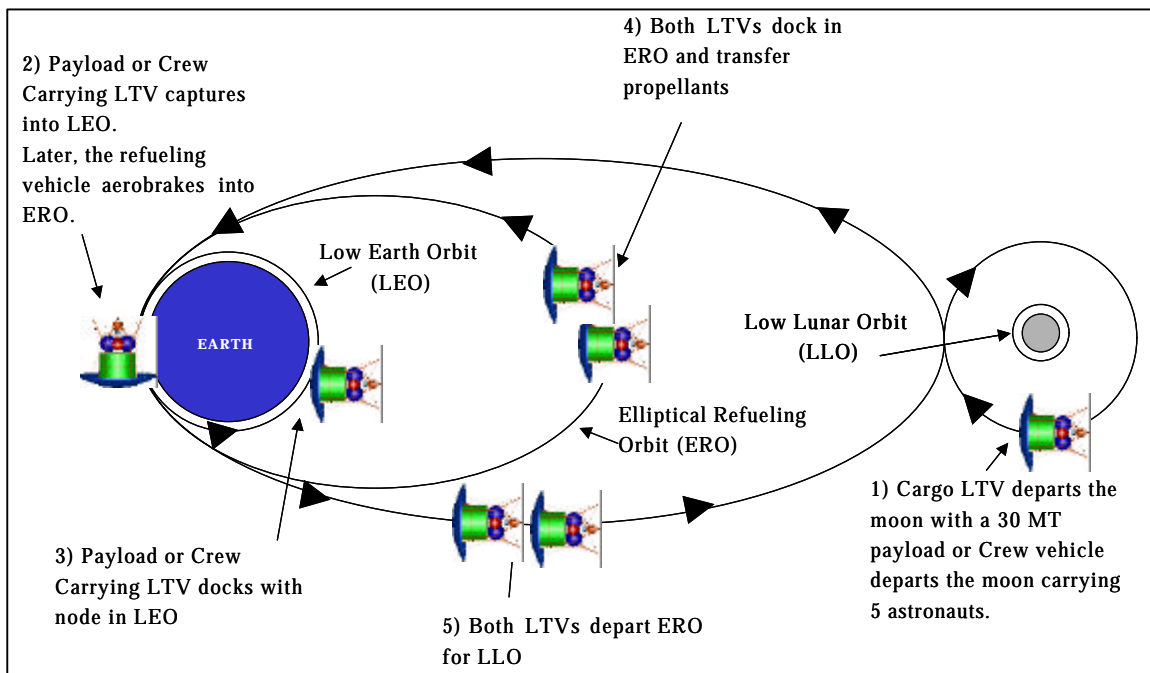 2) Payload or Crew
Carrying LTV captures
into LEO.
Later, the refueling
vehicle aerobrakes into
ERO.
4) Both LTVs dock in
ERO and transfer
propellants
Low Earth Orbit
(LEO)
EARTH
Low Lunar Orbit
(LLO)
Elliptical Refueling
Orbit (ERO)
1) Cargo LTV departs the
moon with a 30 MT
payload or Crew vehicle
departs the moon carrying
5 astronauts.
3) Payload or Crew
Carrying LTV docks with
node in LEO
5) Both LTVs depart ERO
for LLO